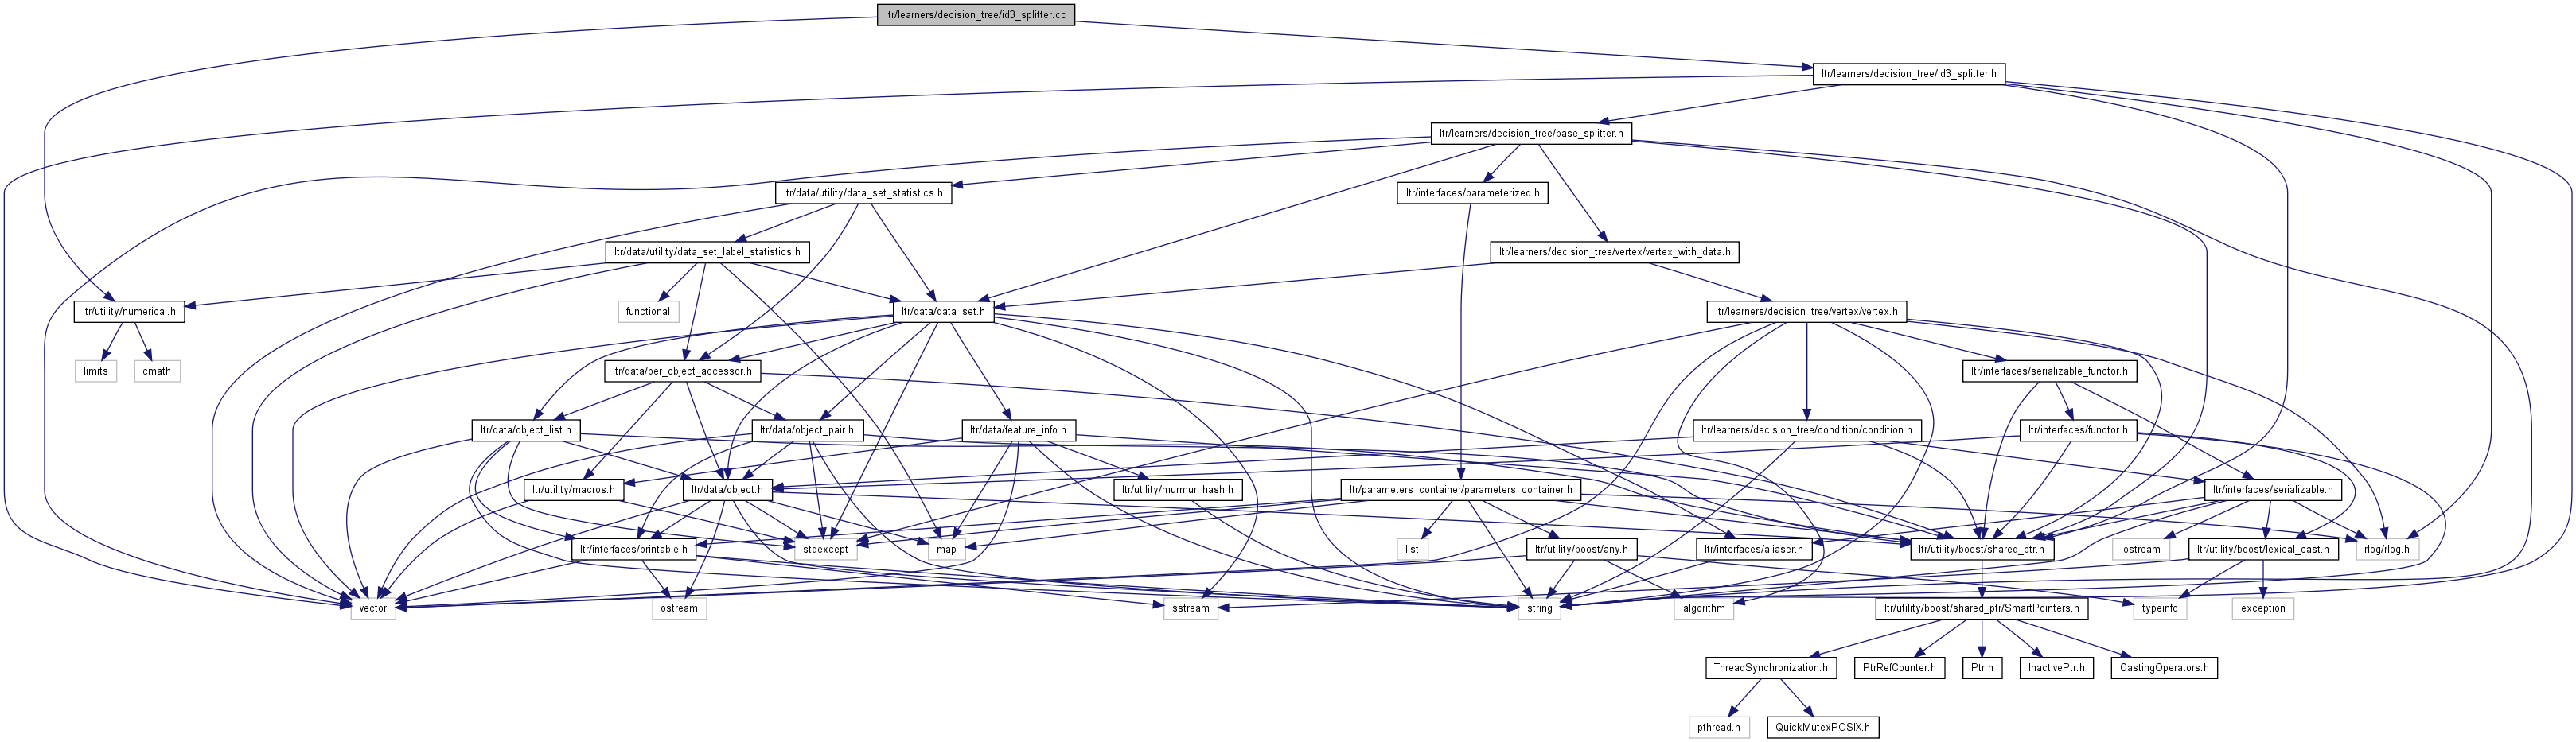 ltr/learners/decision_tree/id3_splitter.cc
ltr/learners/decision_tree/id3_splitter.h
ltr/learners/decision_tree/base_splitter.h
ltr/data/utility/data_set_statistics.h
ltr/interfaces/parameterized.h
ltr/data/utility/data_set_label_statistics.h
ltr/learners/decision_tree/vertex/vertex_with_data.h
ltr/utility/numerical.h
functional
ltr/data/data_set.h
ltr/learners/decision_tree/vertex/vertex.h
limits
cmath
ltr/data/per_object_accessor.h
ltr/interfaces/serializable_functor.h
ltr/data/object_list.h
ltr/data/object_pair.h
ltr/data/feature_info.h
ltr/learners/decision_tree/condition/condition.h
ltr/interfaces/functor.h
ltr/utility/macros.h
ltr/data/object.h
ltr/utility/murmur_hash.h
ltr/parameters_container/parameters_container.h
ltr/interfaces/serializable.h
ltr/interfaces/printable.h
stdexcept
map
list
ltr/utility/boost/any.h
ltr/interfaces/aliaser.h
ltr/utility/boost/shared_ptr.h
iostream
ltr/utility/boost/lexical_cast.h
rlog/rlog.h
vector
ostream
sstream
string
algorithm
ltr/utility/boost/shared_ptr/SmartPointers.h
typeinfo
exception
ThreadSynchronization.h
PtrRefCounter.h
Ptr.h
InactivePtr.h
CastingOperators.h
pthread.h
QuickMutexPOSIX.h